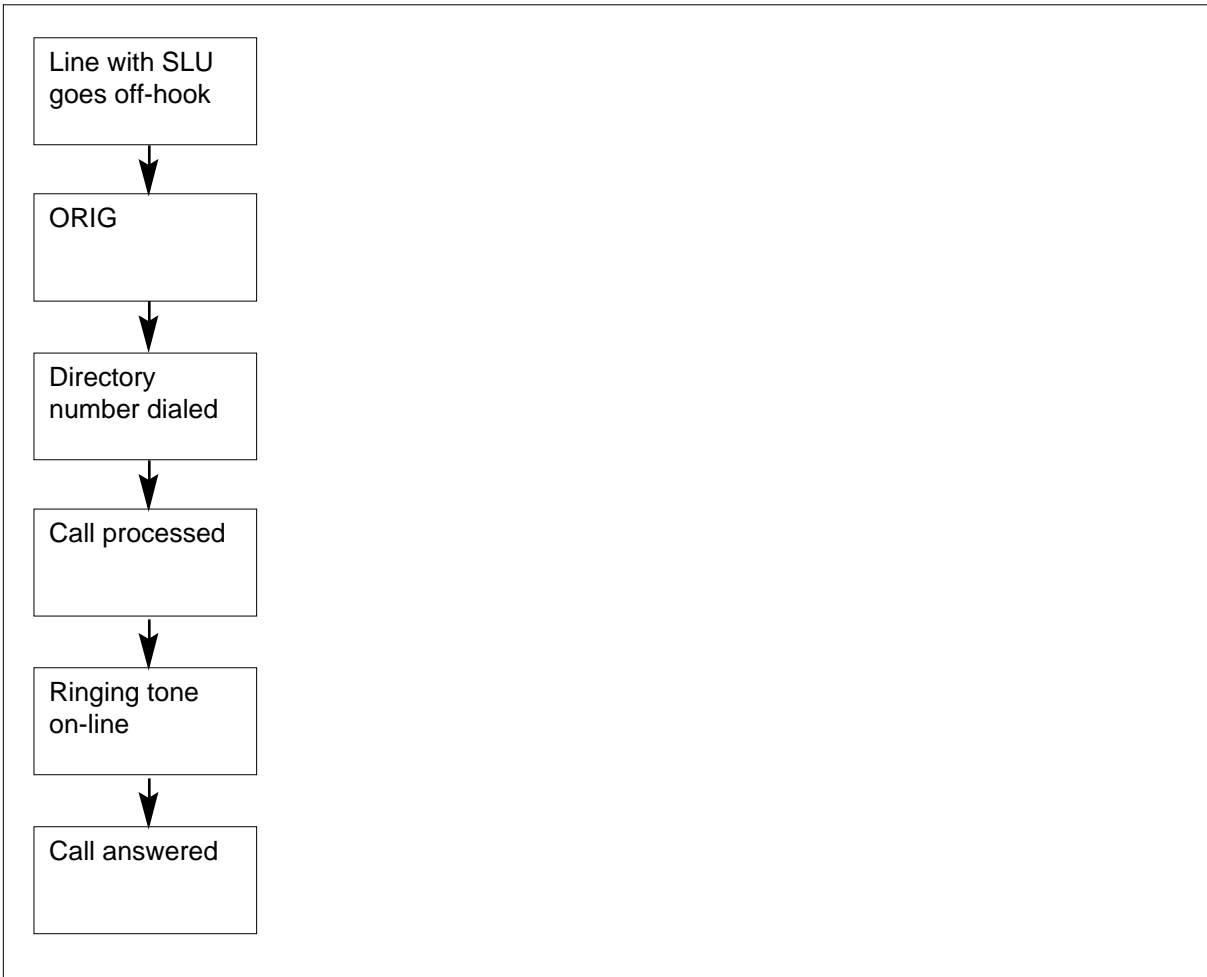 Line with SLU
goes off-hook
ORIG
Directory
number dialed
Call processed
Ringing tone
on-line
Call answered